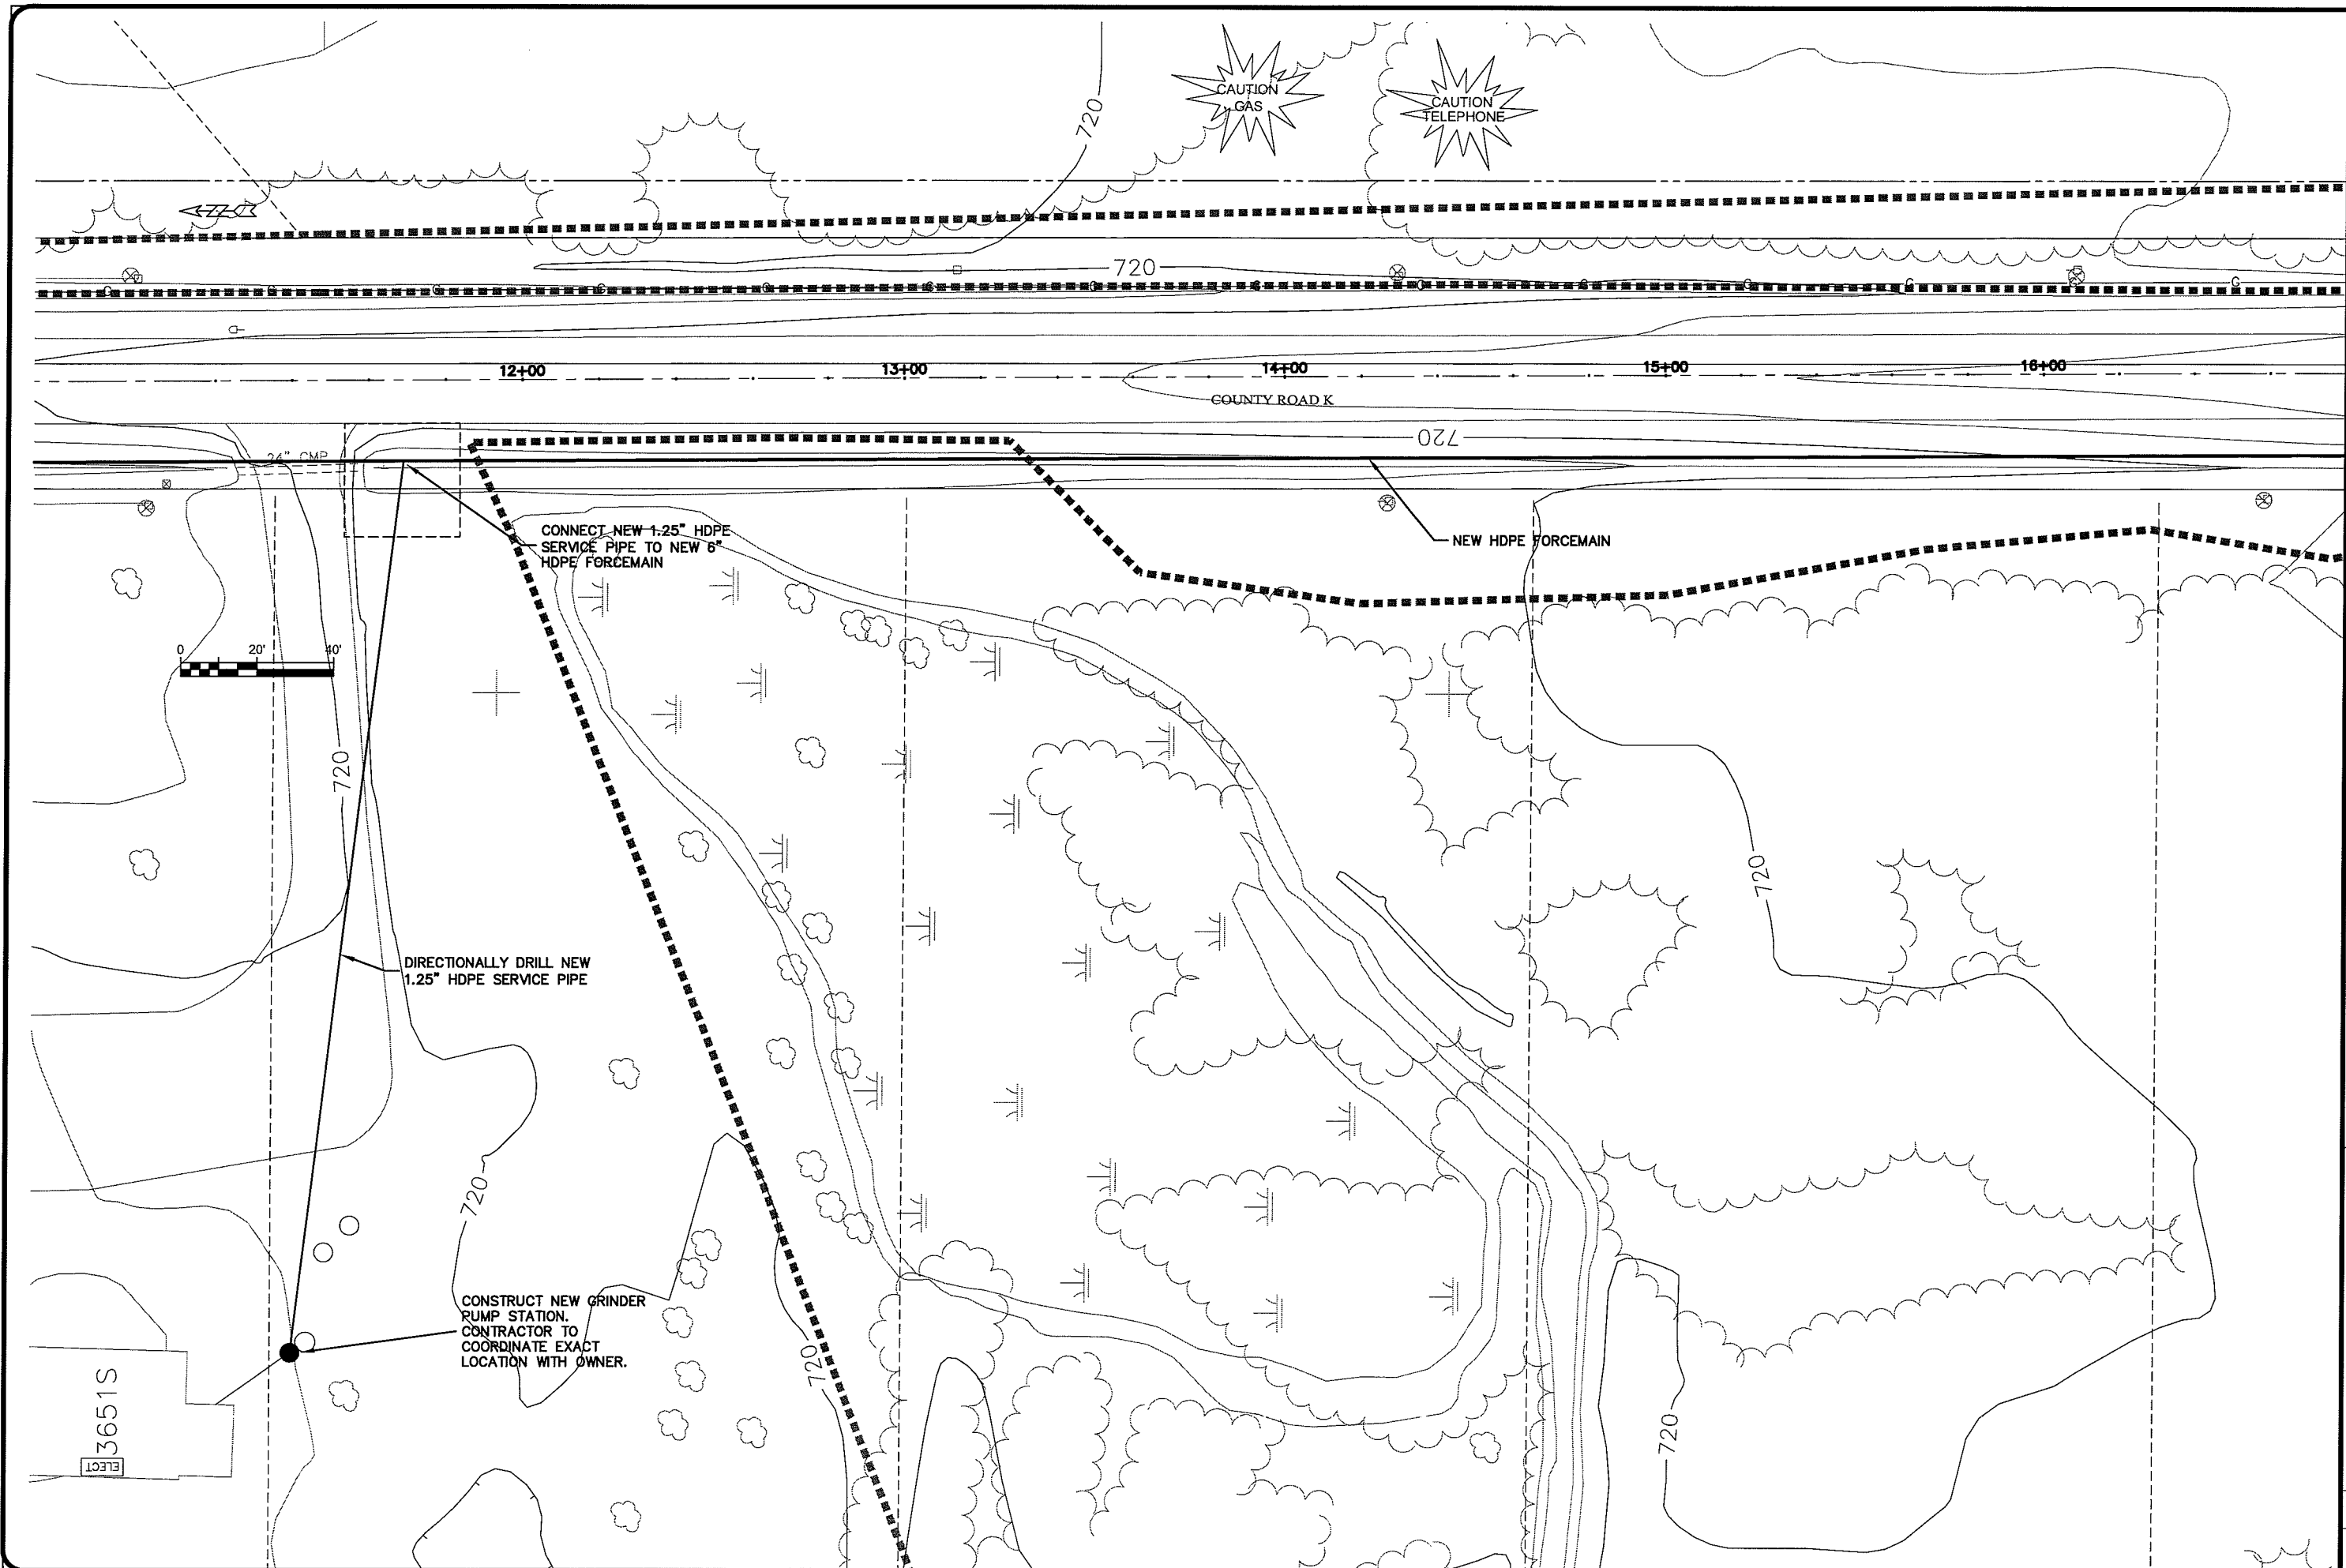 CAUTION
GAS
CAUTION
TELEPHONE
720
720
G G G G G G G G G G G G G G
12+00 13+00 14+00 15+00 16+00
COUNTY ROAD K
720
24" CMP
CONNECT NEW 1.25" HDPE
SERVICE PIPE TO NEW 6"
HDPE FORCEMAIN
NEW HDPE FORCEMAIN
0 20' 40'
720
720
DIRECTIONALLY DRILL NEW
1.25" HDPE SERVICE PIPE
720
CONSTRUCT NEW GRINDER
PUMP STATION.
CONTRACTOR TO
COORDINATE EXACT
LOCATION WITH OWNER.
720
3651S
720
ELECT